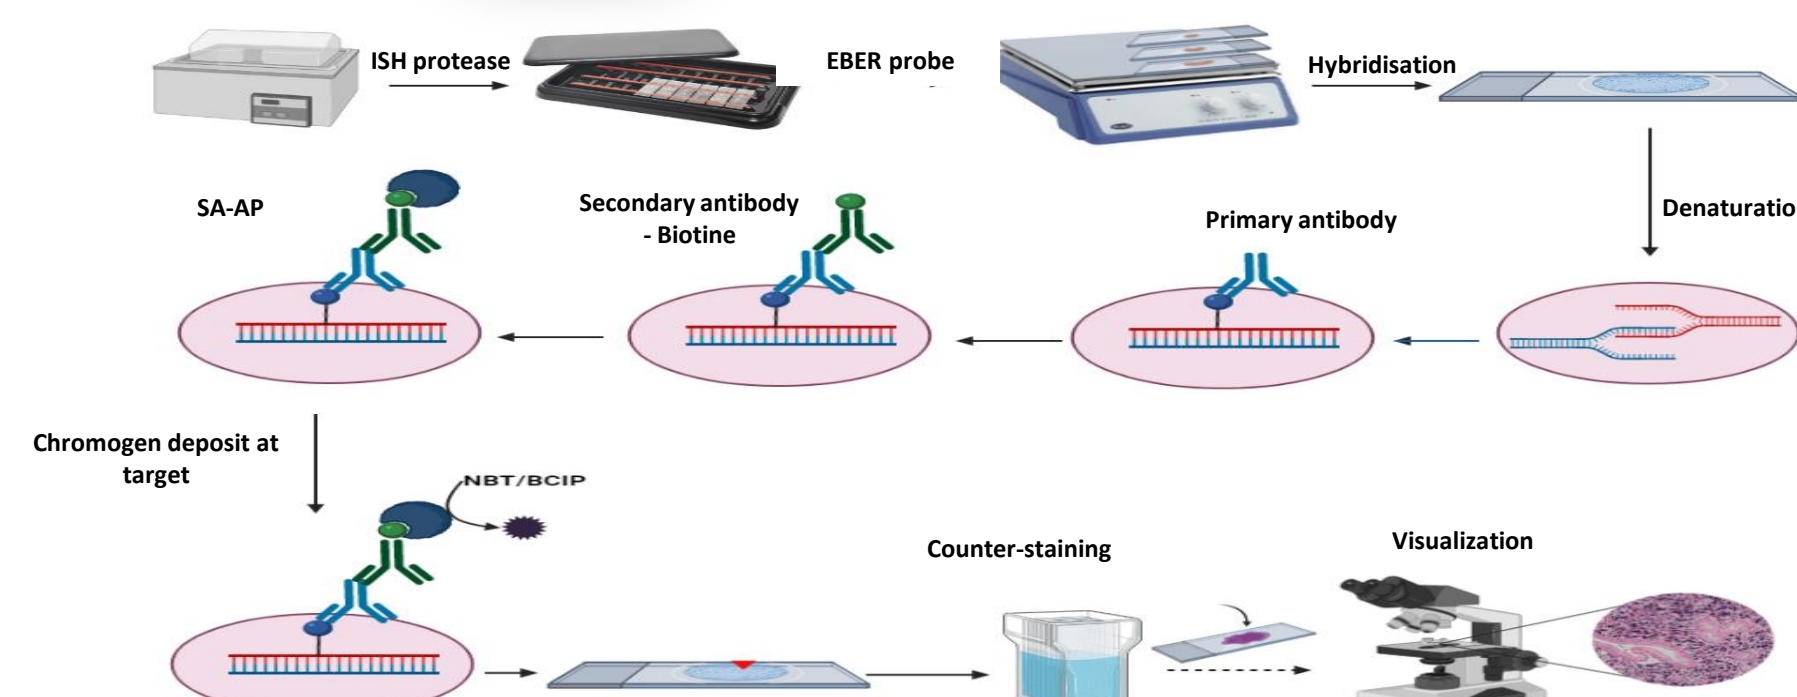 ISH protease
EBER probe
Hybridisation
SA-AP
Secondary antibody
- Biotine
Primary antibody
Denaturatio
Chromogen deposit at
target
NBT/BCIP
Counter-staining
Visualization